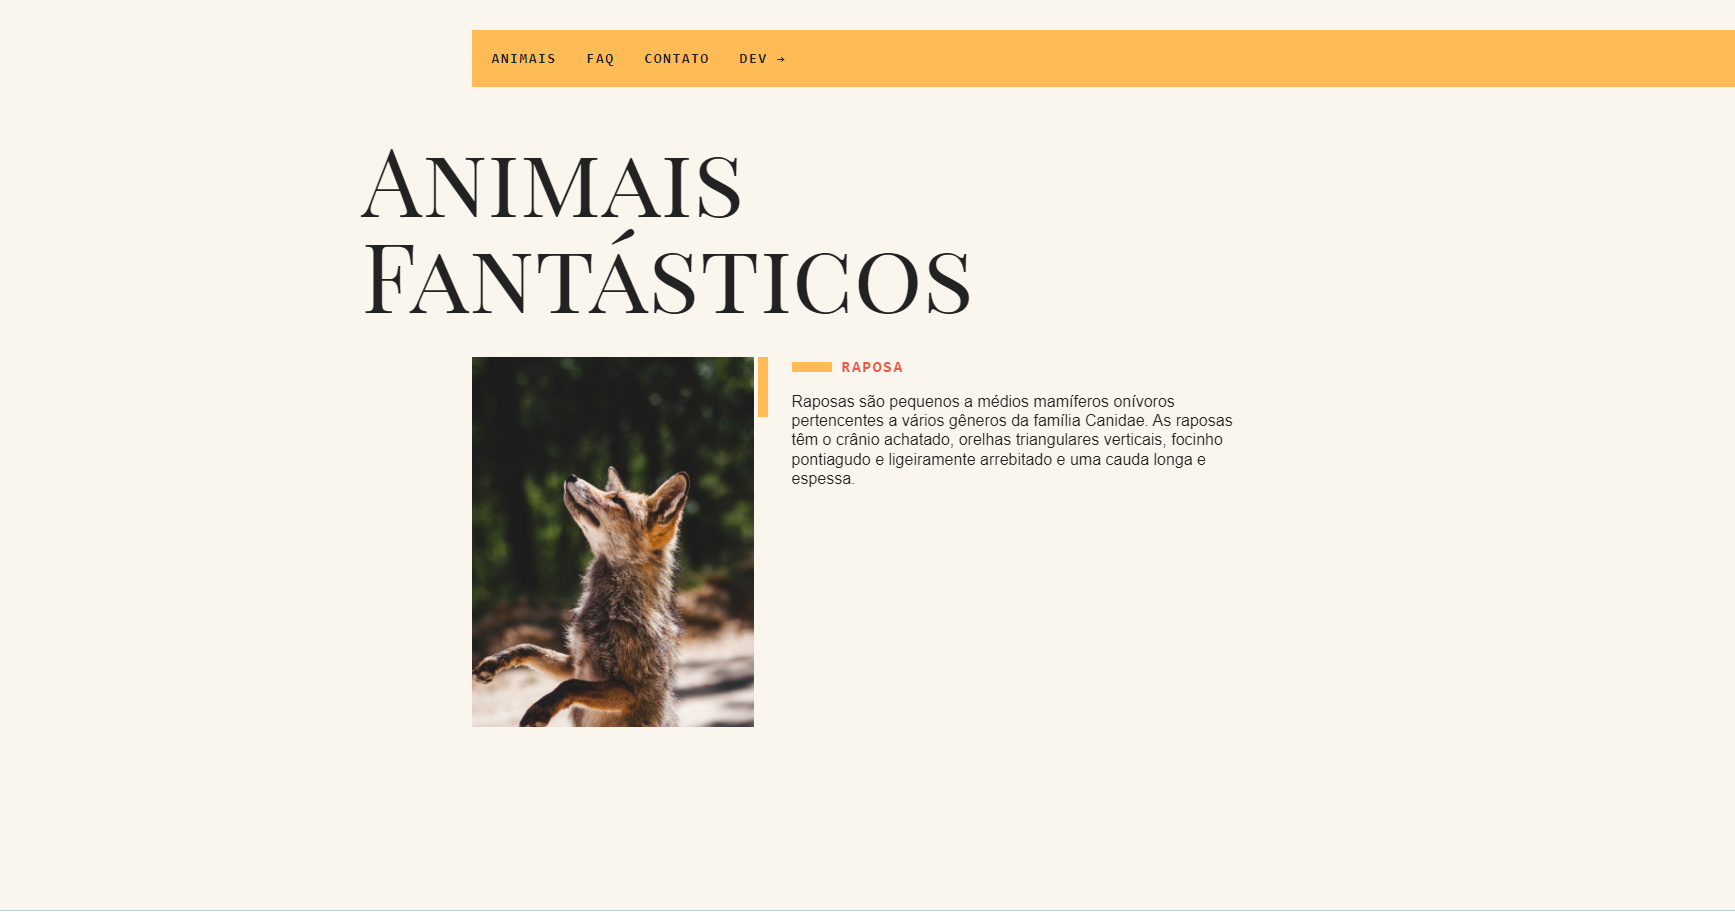 ANIMAIS FAQ CONTATO DEV →
Animais
Fantásticos
RAPOSA
Raposas são pequenos a médios mamíferos onívoros
pertencentes a vários gêneros da família Canidae. As raposas
têm o crânio achatado, orelhas triangulares verticais, focinho
pontiagudo e ligeiramente arrebitado e uma cauda longa e
espessa.